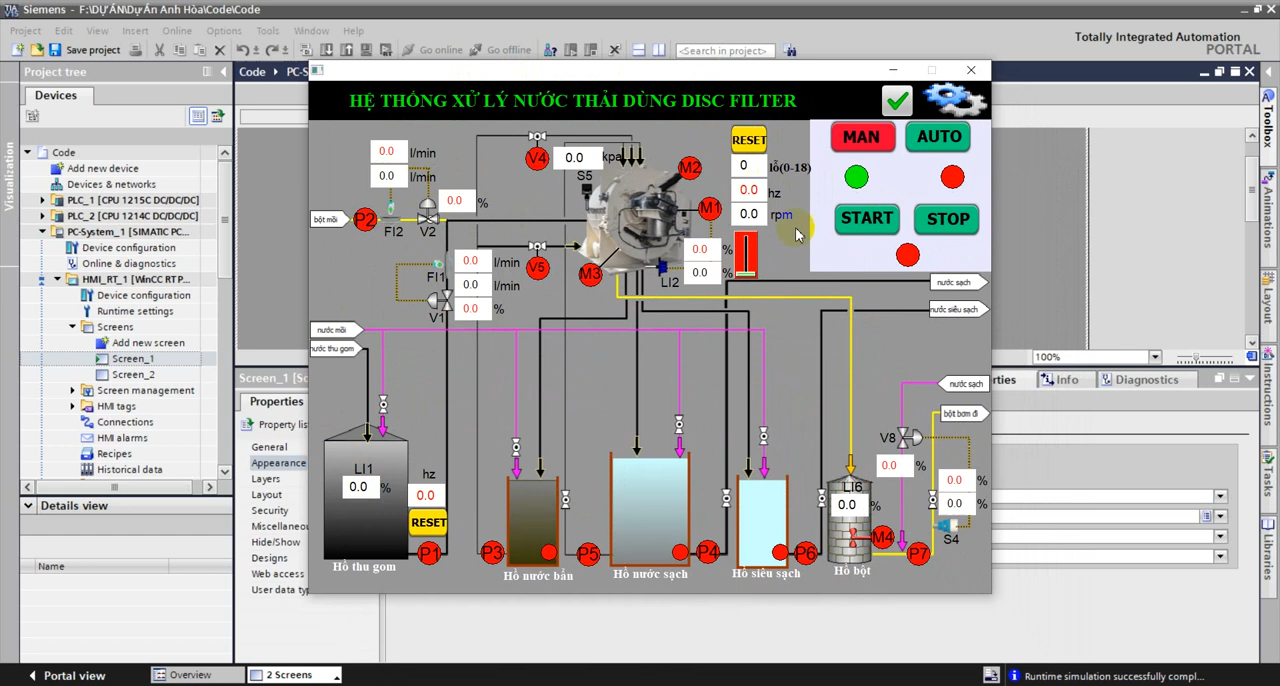 Siemens - F:\DỰ ÁN\Dự Án Anh Hòa\Code\Code
Project Edit View Insert Online Options Tools Window Help
Save project Go online Go offline <Search in project>
Totally Integrated Automation
PORTAL
Project tree
Code PC-S
Devices
Visualization
Code
Add new device
Devices & networks
PLC_1 [CPU 1215C DC/DC/DC]
PLC_2 [CPU 1214C DC/DC/DC]
PC-System_1 [SIMATIC PC...
Device configuration
Online & diagnostics
HMI_RT_1 [WinCC RT P...
Device configuration
Runtime settings
Screens
Add new screen
Screen_1
Screen_2
Screen management
HMI tags
Connections
HMI alarms
Recipes
Historical data
Details view
Name
Screen_1 [Sc
Properties
Property list
General
Appearance
Layers
Layout
Limits
Security
Miscellaneou
Hide/Show
Designs
Web access
User data typ
HỆ THỐNG XỬ LÝ NƯỚC THẢI DÙNG DISC FILTER
MAN AUTO
START STOP
RESET
0 lỗ(0-18)
0.0 hz
0.0 rpm
0.0 l/min
0.0 l/min
V4 0.0 kpa
S5
M2
0.0 %
bột mồi P2 FI2 V2
M1
V5
M3
0.0 %
0.0 %
LI2
FI1
0.0 l/min
0.0 l/min
0.0 %
V1
nước sạch
nước siêu sạch
nước mồi
nước thu gom
nước sạch
bột bơm đi
V8
0.0 %
0.0 %
0.0 %
S4
LI1
0.0 %
hz
0.0
RESET
LI6
0.0 %
P1 P3 P5 P4 P6 M4 P7
Hồ thu gom
Hồ nước bẩn
Hồ nước sạch
Hồ siêu sạch
Hồ bột
100%
rties Info Diagnostics
Toolbox
Animations
Layout
Instructions
Tasks
Libraries
Portal view
Overview
2 Screens
Runtime simulation successfully compl...